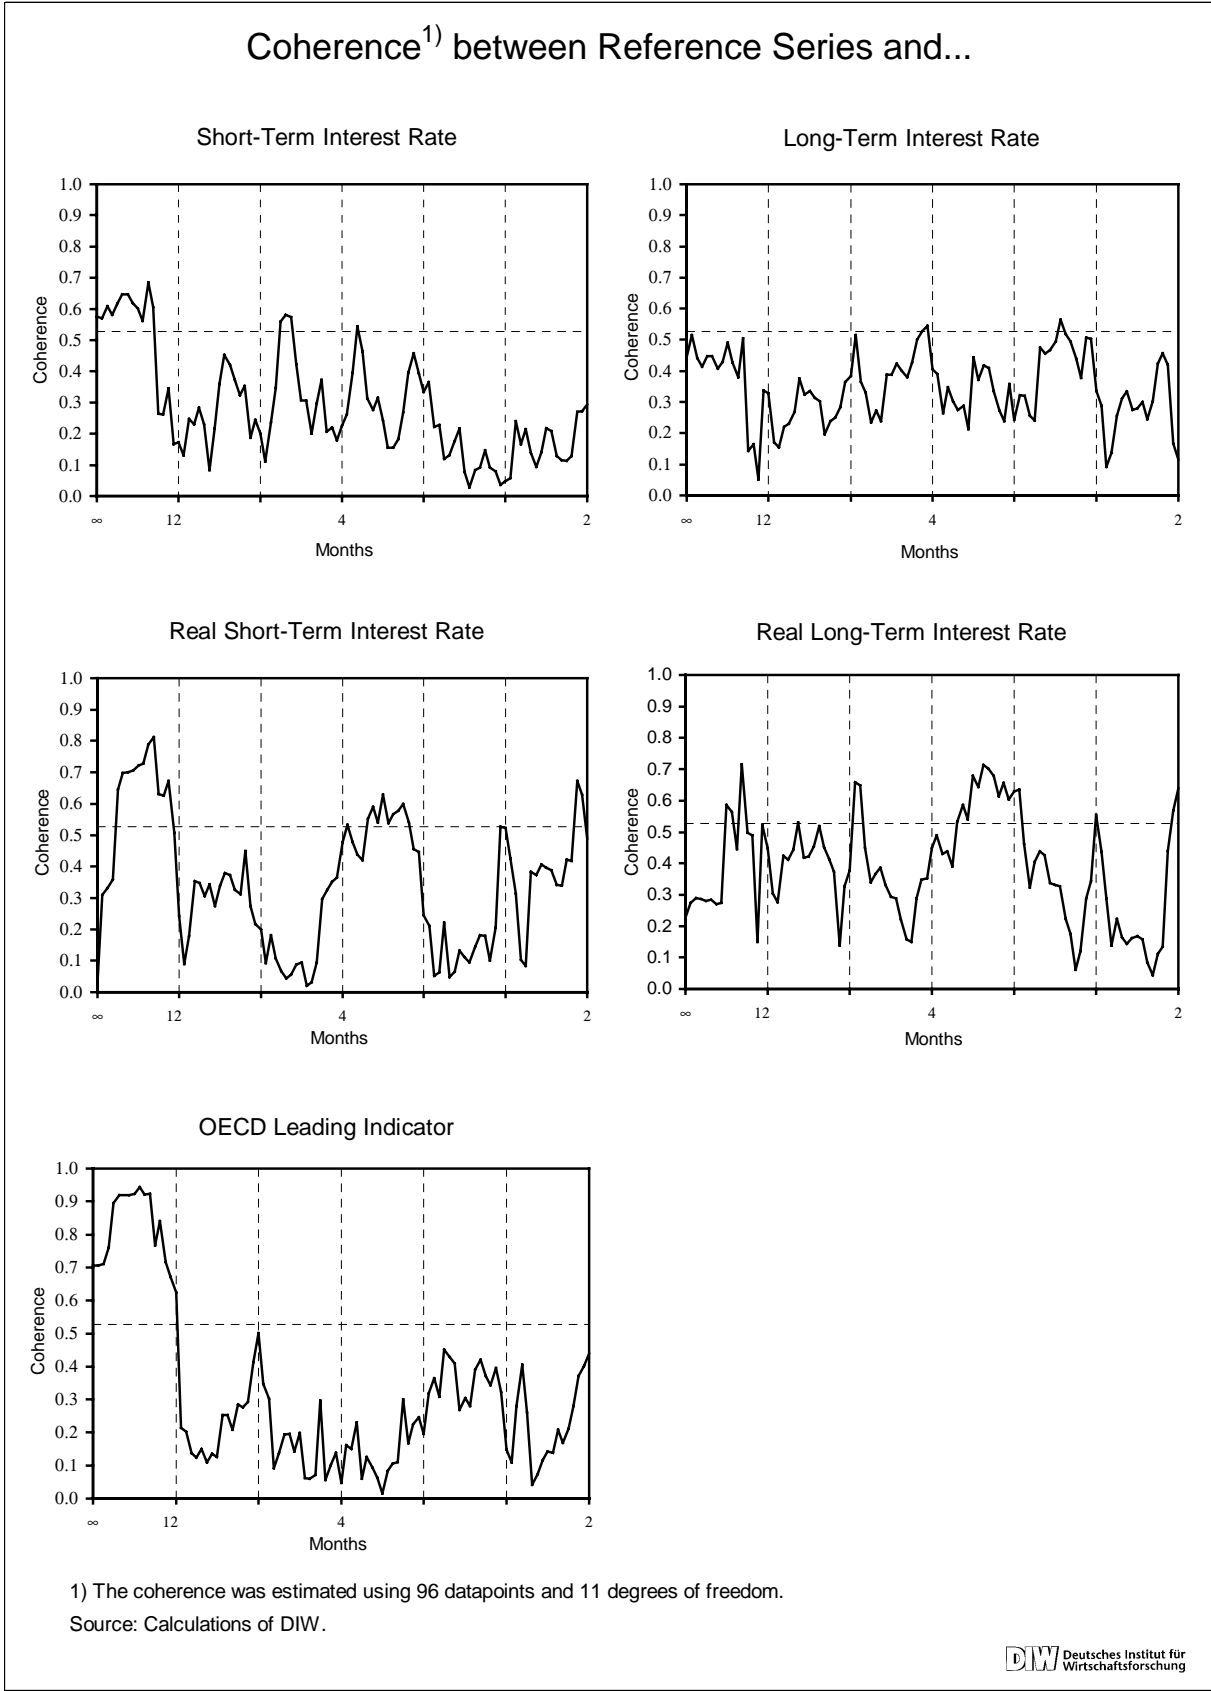 Coherence1) between Reference Series and...
Short-Term Interest Rate
1.0
0.9
0.8
0.7
0.6
0.5
0.4
0.3
0.2
0.1
0.0
Coherence
∞ 12 4 2
Months
Long-Term Interest Rate
1.0
0.9
0.8
0.7
0.6
0.5
0.4
0.3
0.2
0.1
0.0
Coherence
∞ 12 4 2
Months
Real Short-Term Interest Rate
1.0
0.9
0.8
0.7
0.6
0.5
0.4
0.3
0.2
0.1
0.0
Coherence
∞ 12 4 2
Months
Real Long-Term Interest Rate
1.0
0.9
0.8
0.7
0.6
0.5
0.4
0.3
0.2
0.1
0.0
Coherence
∞ 12 4 2
Months
OECD Leading Indicator
1.0
0.9
0.8
0.7
0.6
0.5
0.4
0.3
0.2
0.1
0.0
Coherence
∞ 12 4 2
Months
1) The coherence was estimated using 96 datapoints and 11 degrees of freedom.
Source: Calculations of DIW.
DIW Deutsches Institut für
Wirtschaftsforschung